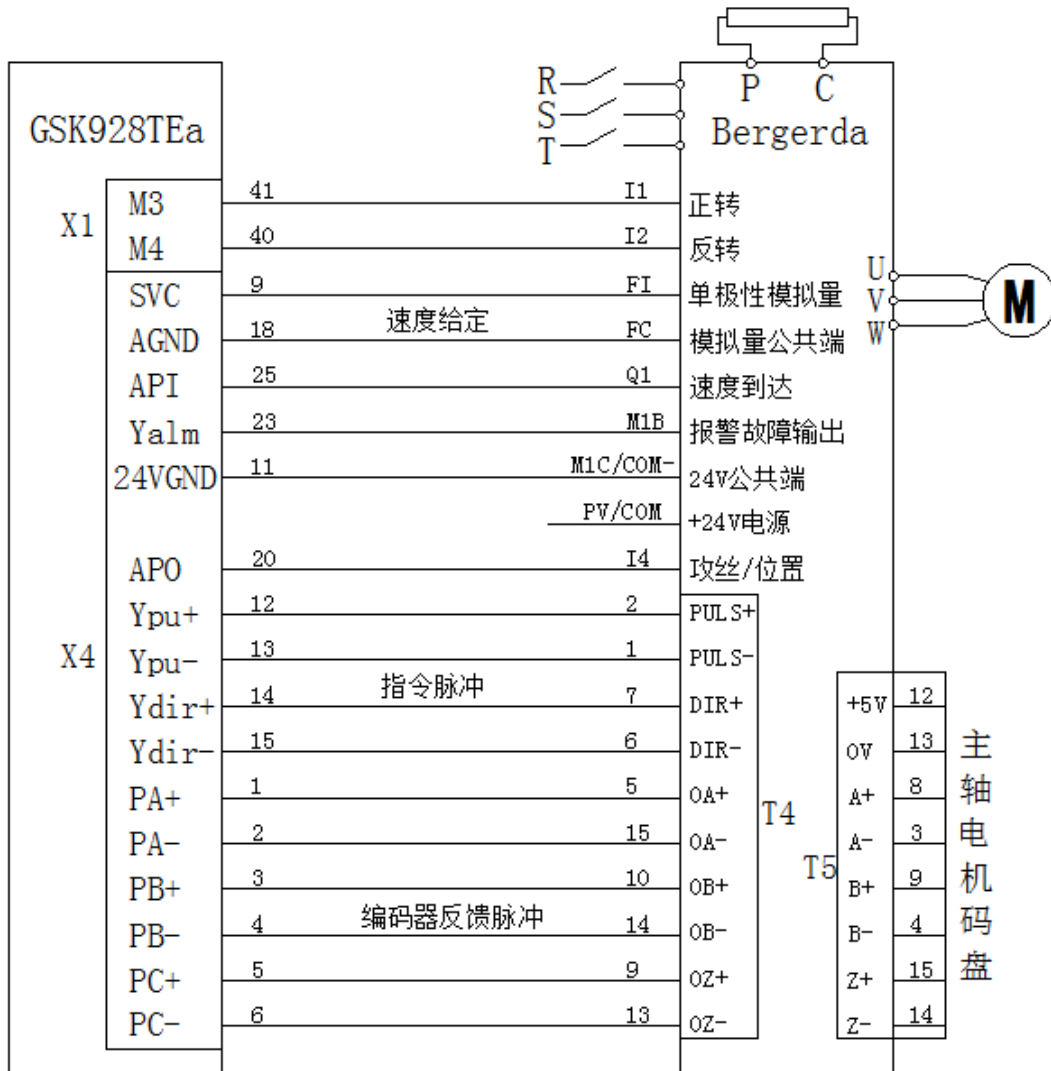 P C
R
S
T
GSK928TEa
Bergerda
X1
M3 41 I1 正转
M4 40 I2 反转
U
V
W
M
SVC 9 FI 单极性模拟量
速度给定
AGND 18 FC 模拟量公共端
API 25 Q1 速度到达
Yalm 23 M1B 报警故障输出
24VGND 11 M1C/COM- 24V公共端
PV/COM +24V电源
APO 20 I4 攻丝/位置
X4
Ypu+ 12 2 PULS+
Ypu- 13 1 PULS-
指令脉冲
Ydir+ 14 7 DIR+
Ydir- 15 6 DIR-
PA+ 1 5 OA+
PA- 2 15 OA-
PB+ 3 10 OB+
编码器反馈脉冲
PB- 4 14 OB-
PC+ 5 9 OZ+
PC- 6 13 OZ-
T4
T5
+5V 12
0V 13
A+ 8
A- 3
B+ 9
B- 4
Z+ 15
Z- 14
主轴电机码盘